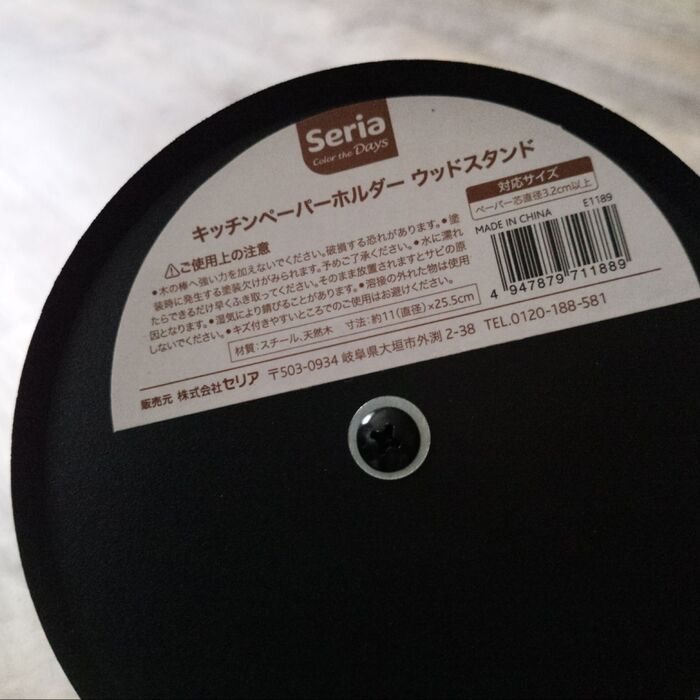 Seria
Color the Days
キッチンペーパーホルダー ウッドスタンド
対応サイズ
ペーパー芯直径3.2cm以上
MADE IN CHINA E1189
4 947879 711889
⚠ご使用上の注意
•木の棒へ強い力を加えないでください。破損する恐れがあります。•塗
装時に発生する塗装欠けがみられます。予めご了承ください。•水に濡れ
たらできるだけ早くふき取ってください。そのまま放置されますとサビの原
因となります。•湿気により錆びることがあります。•溶接の外れた物は使用
しないでください。•キズ付きやすいところでのご使用はお避けください。
材質：スチール、天然木 寸法：約11（直径）×25.5cm
販売元 株式会社セリア 〒503-0934 岐阜県大垣市外渕 2-38 TEL.0120-188-581